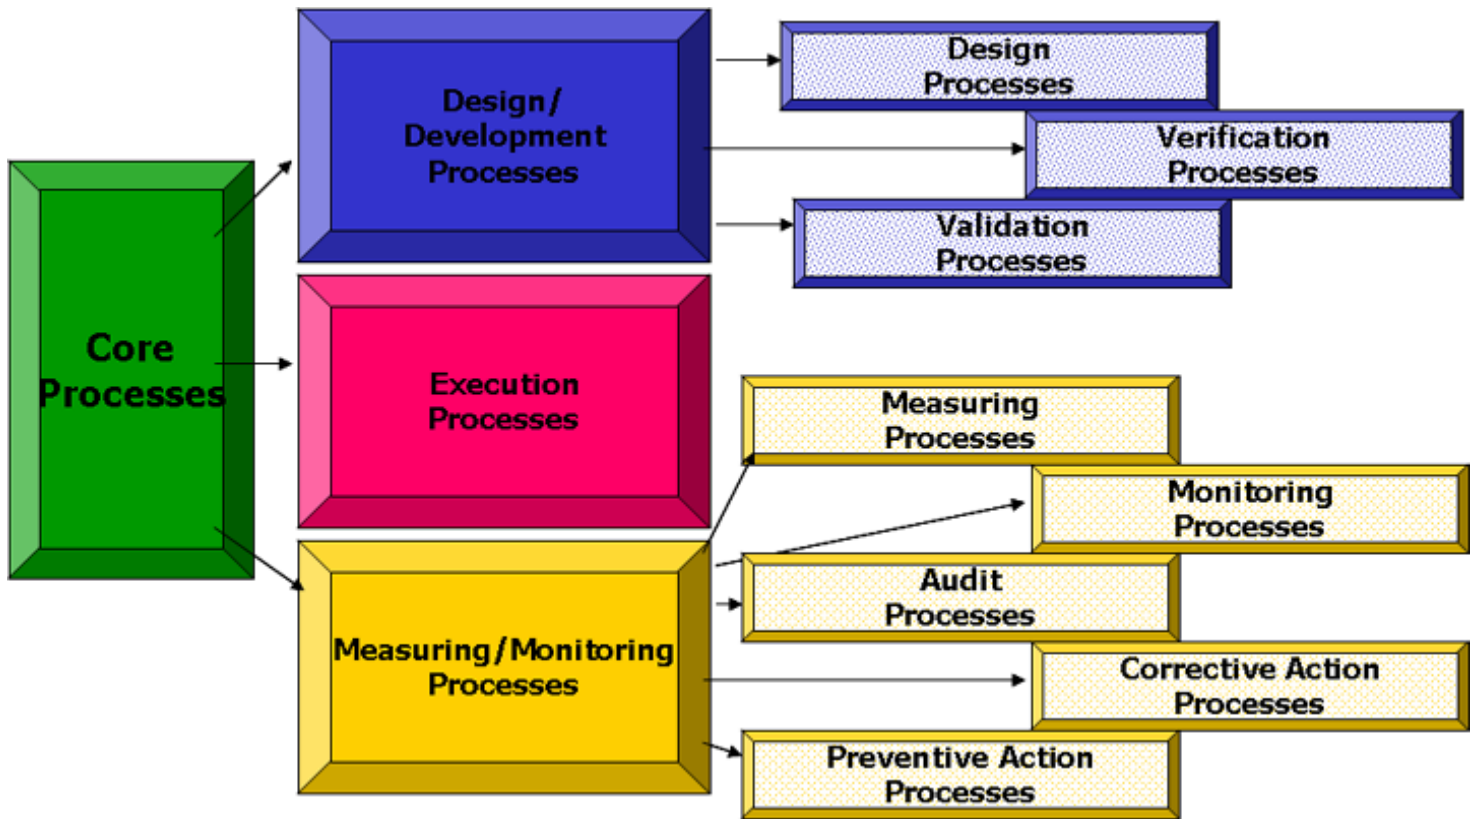 Core
Processes
Design/
Development
Processes
Design
Processes
Verification
Processes
Validation
Processes
Execution
Processes
Measuring/Monitoring
Processes
Measuring
Processes
Monitoring
Processes
Audit
Processes
Corrective Action
Processes
Preventive Action
Processes